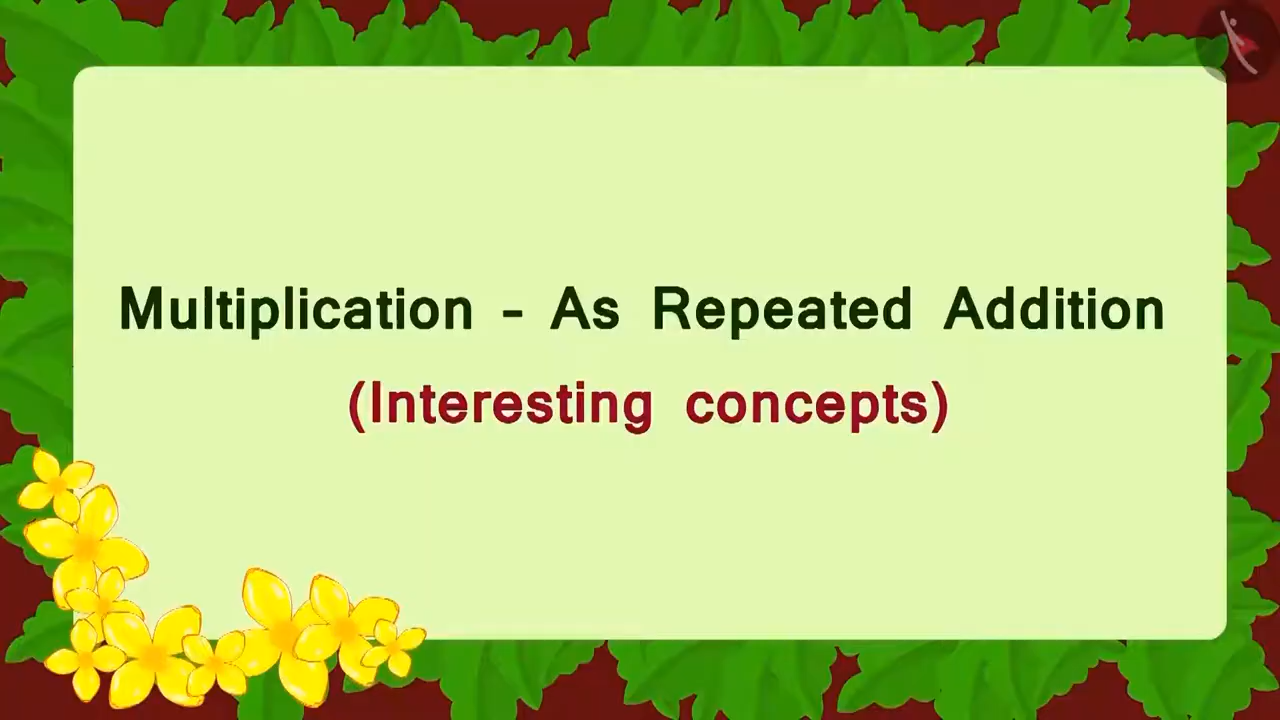 Multiplication - As Repeated Addition
(Interesting concepts)